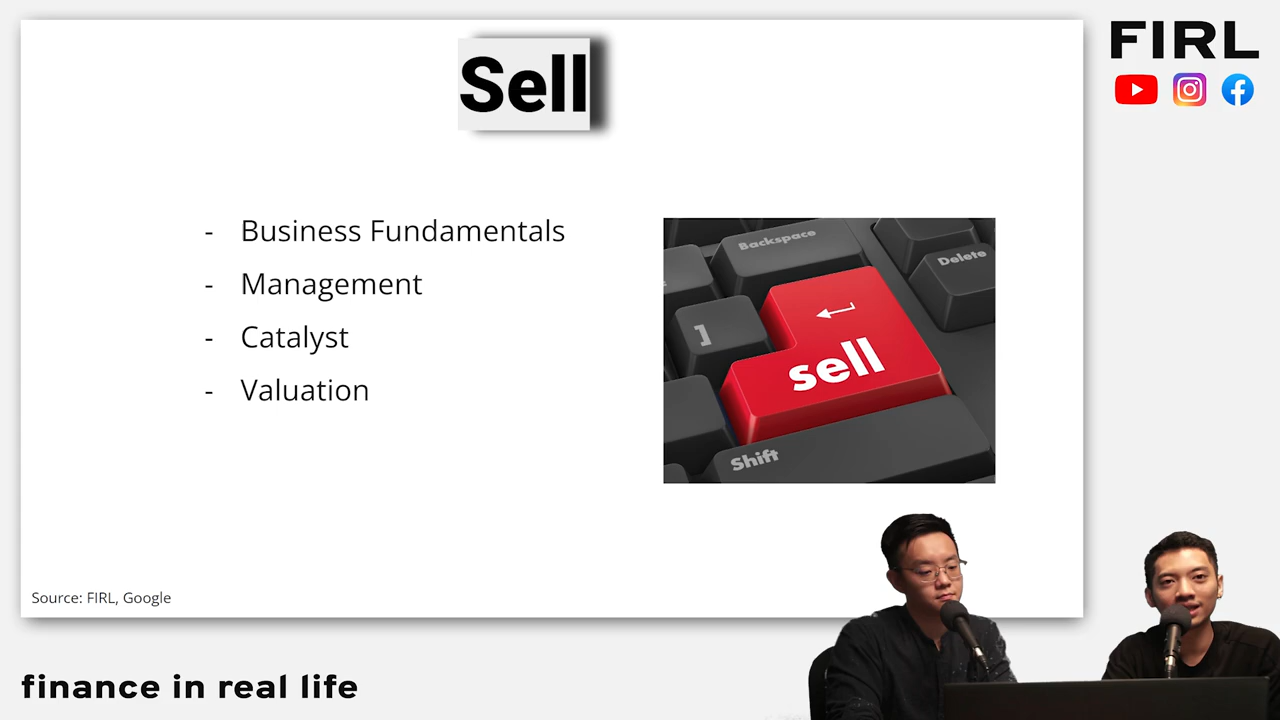 Sell
FIRL
- Business Fundamentals
- Management
- Catalyst
- Valuation
Backspace
Delete
]
sell
Shift
Source: FIRL, Google
finance in real life